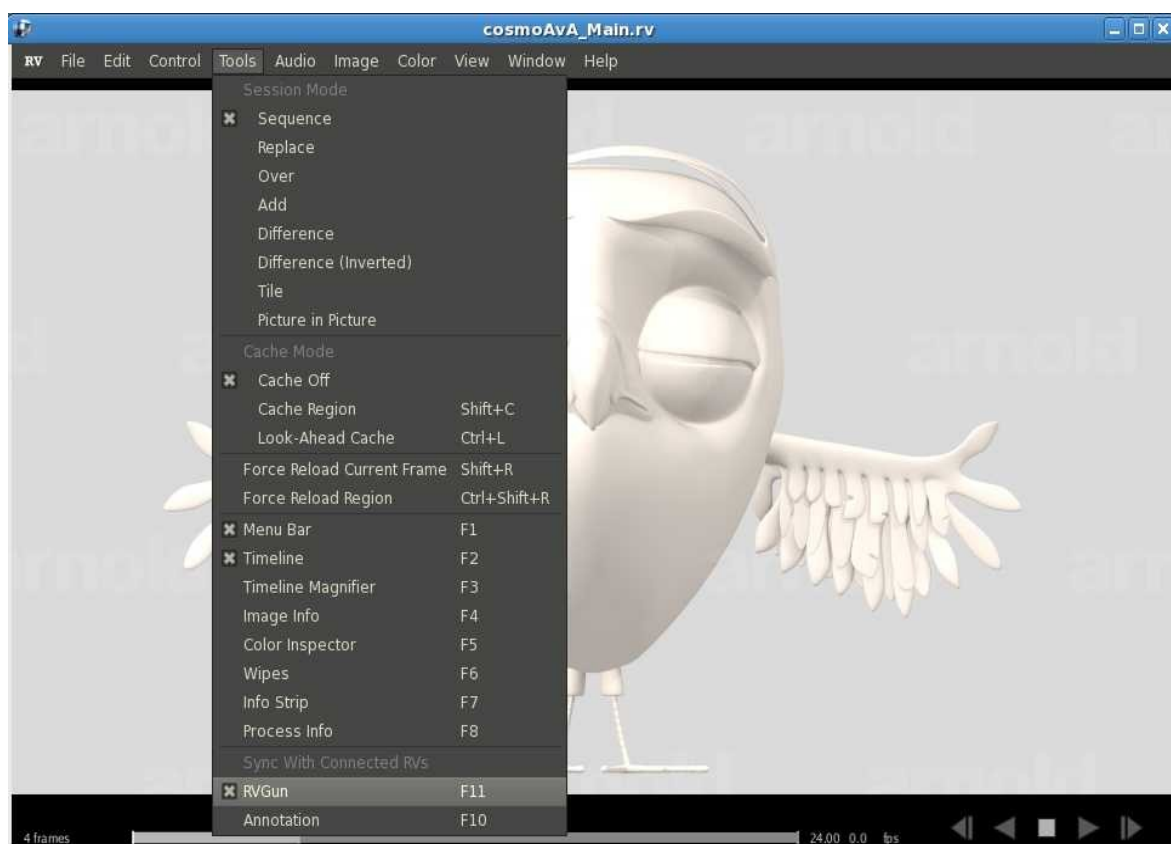 cosmoAvA_Main.rv
RV File Edit Control Tools Audio Image Color View Window Help
Session Mode
Sequence
Replace
Over
Add
Difference
Difference (Inverted)
Tile
Picture in Picture
Cache Mode
Cache Off
Cache Region Shift+C
Look-Ahead Cache Ctrl+L
Force Reload Current Frame Shift+R
Force Reload Region Ctrl+Shift+R
Menu Bar F1
Timeline F2
Timeline Magnifier F3
Image Info F4
Color Inspector F5
Wipes F6
Info Strip F7
Process Info F8
Sync With Connected RVs
RVGun F11
Annotation F10
arnold
arnold
4 frames
24.00 0.0 fps